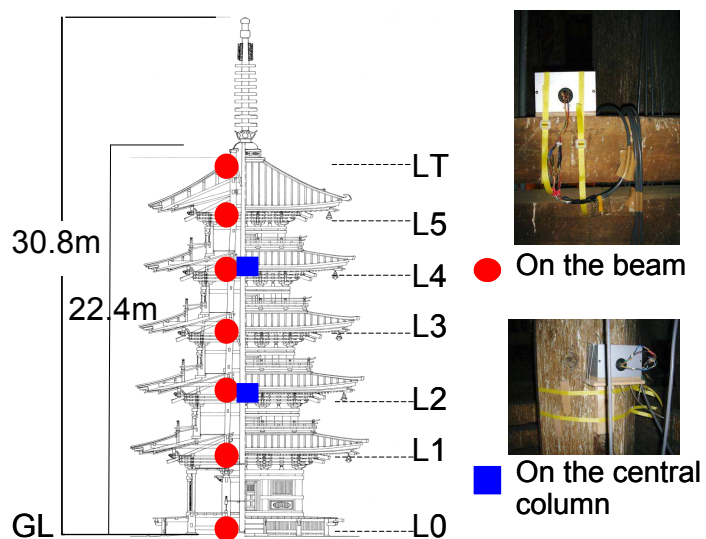 30.8m
22.4m
GL
LT
L5
L4
L3
L2
L1
L0
On the beam
On the central
column